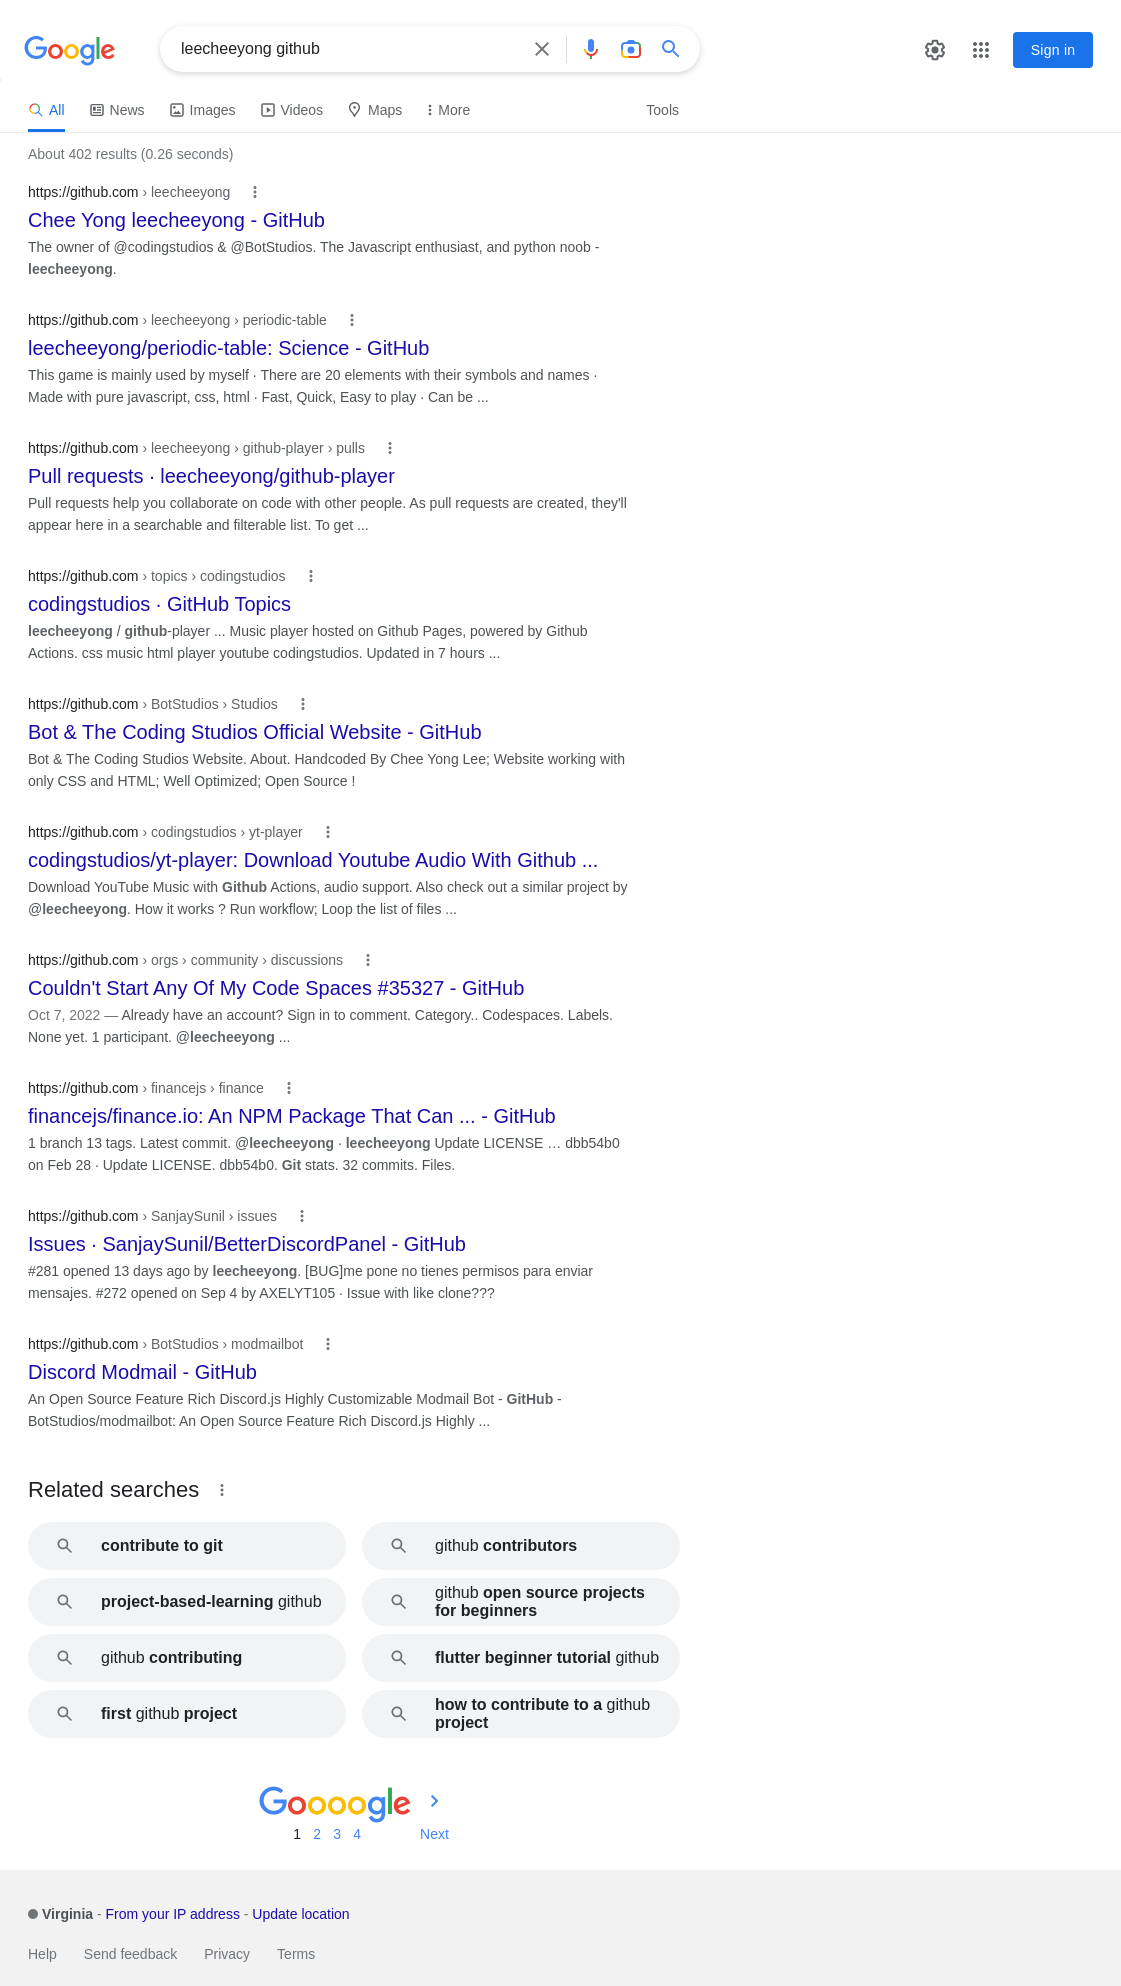 Google
leecheeyong github
Sign in
All News Images Videos Maps More Tools
About 402 results (0.26 seconds)
https://github.com › leecheeyong
Chee Yong leecheeyong - GitHub
The owner of @codingstudios & @BotStudios. The Javascript enthusiast, and python noob -
leecheeyong.
https://github.com › leecheeyong › periodic-table
leecheeyong/periodic-table: Science - GitHub
This game is mainly used by myself · There are 20 elements with their symbols and names ·
Made with pure javascript, css, html · Fast, Quick, Easy to play · Can be ...
https://github.com › leecheeyong › github-player › pulls
Pull requests · leecheeyong/github-player
Pull requests help you collaborate on code with other people. As pull requests are created, they'll
appear here in a searchable and filterable list. To get ...
https://github.com › topics › codingstudios
codingstudios · GitHub Topics
leecheeyong / github-player ... Music player hosted on Github Pages, powered by Github
Actions. css music html player youtube codingstudios. Updated in 7 hours ...
https://github.com › BotStudios › Studios
Bot & The Coding Studios Official Website - GitHub
Bot & The Coding Studios Website. About. Handcoded By Chee Yong Lee; Website working with
only CSS and HTML; Well Optimized; Open Source !
https://github.com › codingstudios › yt-player
codingstudios/yt-player: Download Youtube Audio With Github ...
Download YouTube Music with Github Actions, audio support. Also check out a similar project by
@leecheeyong. How it works ? Run workflow; Loop the list of files ...
https://github.com › orgs › community › discussions
Couldn't Start Any Of My Code Spaces #35327 - GitHub
Oct 7, 2022 — Already have an account? Sign in to comment. Category.. Codespaces. Labels.
None yet. 1 participant. @leecheeyong ...
https://github.com › financejs › finance
financejs/finance.io: An NPM Package That Can ... - GitHub
1 branch 13 tags. Latest commit. @leecheeyong · leecheeyong Update LICENSE … dbb54b0
on Feb 28 · Update LICENSE. dbb54b0. Git stats. 32 commits. Files.
https://github.com › SanjaySunil › issues
Issues · SanjaySunil/BetterDiscordPanel - GitHub
#281 opened 13 days ago by leecheeyong. [BUG]me pone no tienes permisos para enviar
mensajes. #272 opened on Sep 4 by AXELYT105 · Issue with like clone???
https://github.com › BotStudios › modmailbot
Discord Modmail - GitHub
An Open Source Feature Rich Discord.js Highly Customizable Modmail Bot - GitHub -
BotStudios/modmailbot: An Open Source Feature Rich Discord.js Highly ...
Related searches
contribute to git
github contributors
project-based-learning github
github open source projects
for beginners
github contributing
flutter beginner tutorial github
first github project
how to contribute to a github
project
Gooooogle
1 2 3 4 Next
Virginia - From your IP address - Update location
Help Send feedback Privacy Terms